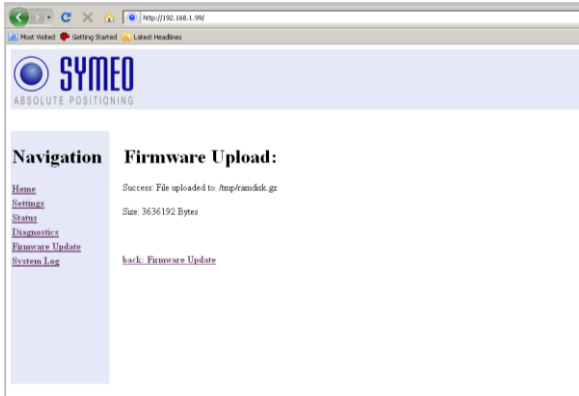 http://192.168.1.99/
Most Visited Getting Started Latest Headlines
SYMEO
ABSOLUTE POSITIONING
Navigation
Home
Settings
Status
Diagnostics
Firmware Update
System Log
Firmware Upload:
Success: File uploaded to: /tmp/ramdisk.gz
Size: 3636192 Bytes
back: Firmware Update